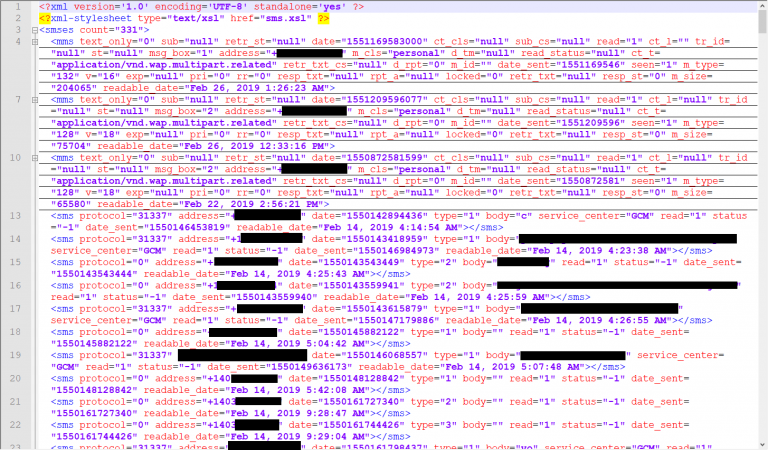 1 <?xml version='1.0' encoding='UTF-8' standalone='yes' ?>
2 <?xml-stylesheet type="text/xsl" href="sms.xsl" ?>
3 <smses count="331">
4 <mms text_only="0" sub="null" retr_st="null" date="1551169583000" ct_cls="null" sub_cs="null" read="1" ct_l="" tr_id=
"null" st="null" msg_box="1" address="+ " m_cls="personal" d_tm="null" read_status="null" ct_t=
"application/vnd.wap.multipart.related" retr_txt_cs="null" d_rpt="0" m_id="" date_sent="1551169546" seen="1" m_type=
"132" v="16" exp="null" pri="0" rr="0" resp_txt="null" rpt_a="null" locked="0" retr_txt="null" resp_st="0" m_size=
"204065" readable_date="Feb 26, 2019 1:26:23 AM">
7 <mms text_only="0" sub="null" retr_st="null" date="1551209596077" ct_cls="null" sub_cs="null" read="1" ct_l="null" tr_id
="null" st="null" msg_box="2" address="+ " m_cls="personal" d_tm="null" read_status="null" ct_t=
"application/vnd.wap.multipart.related" retr_txt_cs="null" d_rpt="0" m_id="" date_sent="1551209596" seen="1" m_type=
"128" v="18" exp="null" pri="0" rr="0" resp_txt="null" rpt_a="null" locked="0" retr_txt="null" resp_st="0" m_size=
"75704" readable_date="Feb 26, 2019 12:33:16 PM">
10 <mms text_only="0" sub="null" retr_st="null" date="1550872581599" ct_cls="null" sub_cs="null" read="1" ct_l="null" tr_id
="null" st="null" msg_box="2" address="+ " m_cls="personal" d_tm="null" read_status="null" ct_t=
"application/vnd.wap.multipart.related" retr_txt_cs="null" d_rpt="0" m_id="" date_sent="1550872581" seen="1" m_type=
"128" v="18" exp="null" pri="0" rr="0" resp_txt="null" rpt_a="null" locked="0" retr_txt="null" resp_st="0" m_size=
"65580" readable_date="Feb 22, 2019 2:56:21 PM">
13 <sms protocol="31337" address="+ " date="1550142894436" type="1" body="c" service_center="GCM" read="1" status
="-1" date_sent="1550146453819" readable_date="Feb 14, 2019 4:14:54 AM"></sms>
14 <sms protocol="31337" address="+1 " date="1550143418959" type="1" body="
service_center="GCM" read="1" status="-1" date_sent="1550146984973" readable_date="Feb 14, 2019 4:23:38 AM"></sms>
15 <sms protocol="0" address="+ " date="1550143543449" type="2" body=" " read="1" status="-1" date_sent=
"1550143543444" readable_date="Feb 14, 2019 4:25:43 AM"></sms>
16 <sms protocol="0" address="+1 " date="1550143559941" type="2" body="
read="1" status="-1" date_sent="1550143559940" readable_date="Feb 14, 2019 4:25:59 AM"></sms>
17 <sms protocol="31337" address="+ " date="1550143615879" type="1" body=" "
service_center="GCM" read="1" status="-1" date_sent="1550147179886" readable_date="Feb 14, 2019 4:26:55 AM"></sms>
18 <sms protocol="0" address=" " date="1550145882122" type="1" body="" read="1" status="-1" date_sent=
"1550145882122" readable_date="Feb 14, 2019 5:04:42 AM"></sms>
19 <sms protocol="31337" date="1550146068557" type="1" body=" " service_center=
"GCM" read="1" status="-1" date_sent="1550149636173" readable_date="Feb 14, 2019 5:07:48 AM"></sms>
20 <sms protocol="0" address="+140 " date="1550148128842" type="1" body="" read="1" status="-1" date_sent=
"1550148128842" readable_date="Feb 14, 2019 5:42:08 AM"></sms>
21 <sms protocol="0" address="+1403 " date="1550161727340" type="2" body="" read="1" status="-1" date_sent=
"1550161727340" readable_date="Feb 14, 2019 9:28:47 AM"></sms>
22 <sms protocol="0" address="+1403 " date="1550161744426" type="3" body="" read="1" status="-1" date_sent=
"1550161744426" readable_date="Feb 14, 2019 9:29:04 AM"></sms>
23 <sms protocol="31337" address="+ " date="1550161798437" type="1" body="yo" service_center="GCM" read="1"